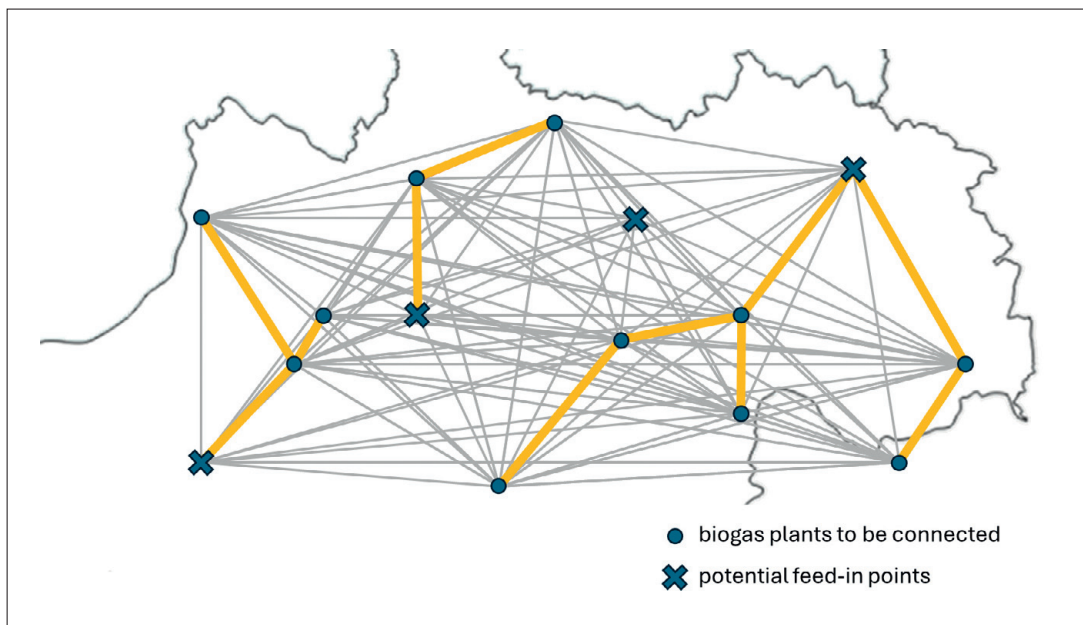 biogas plants to be connected
potential feed-in points